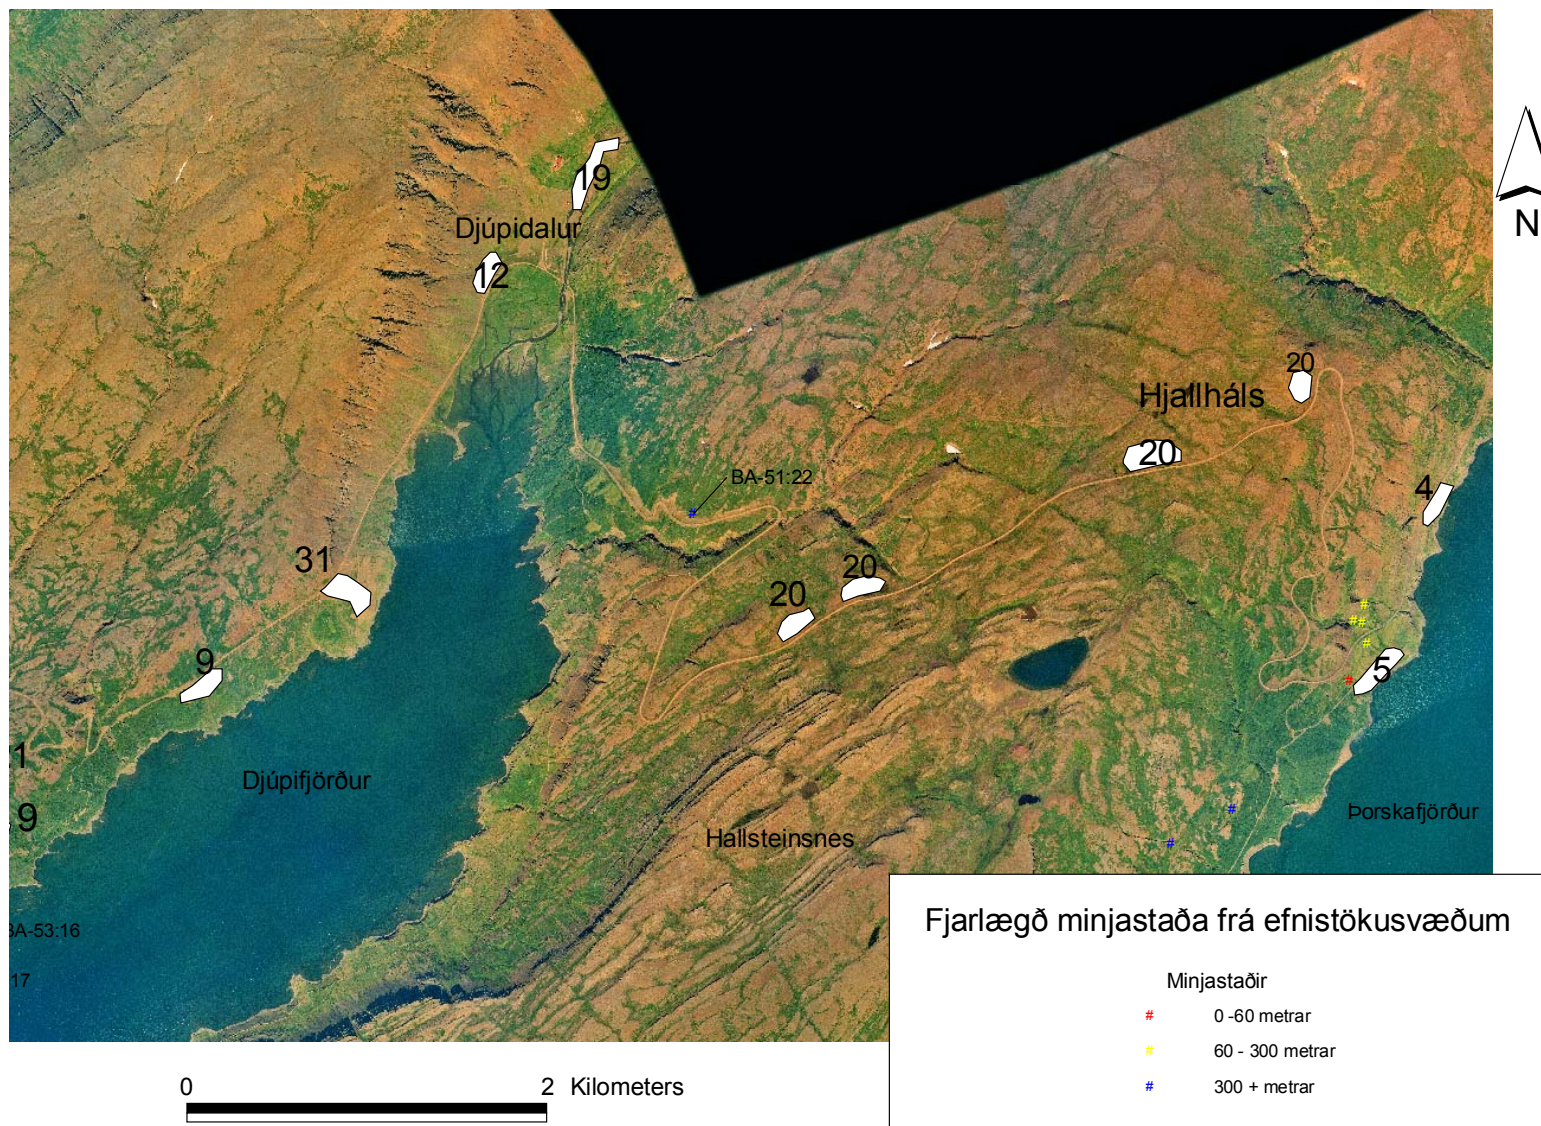 19
Djúpidalur
12
N
20
Hjallháls
20
BA-51:22
4
31
20
20
9
5
1
9
Djúpifjörður
Hallsteinsnes
Þorskafjörður
BA-53:16
17
Fjarlægð minjastaða frá efnistökusvæðum
Minjastaðir
# 0 -60 metrar
# 60 - 300 metrar
# 300 + metrar
0 2 Kilometers